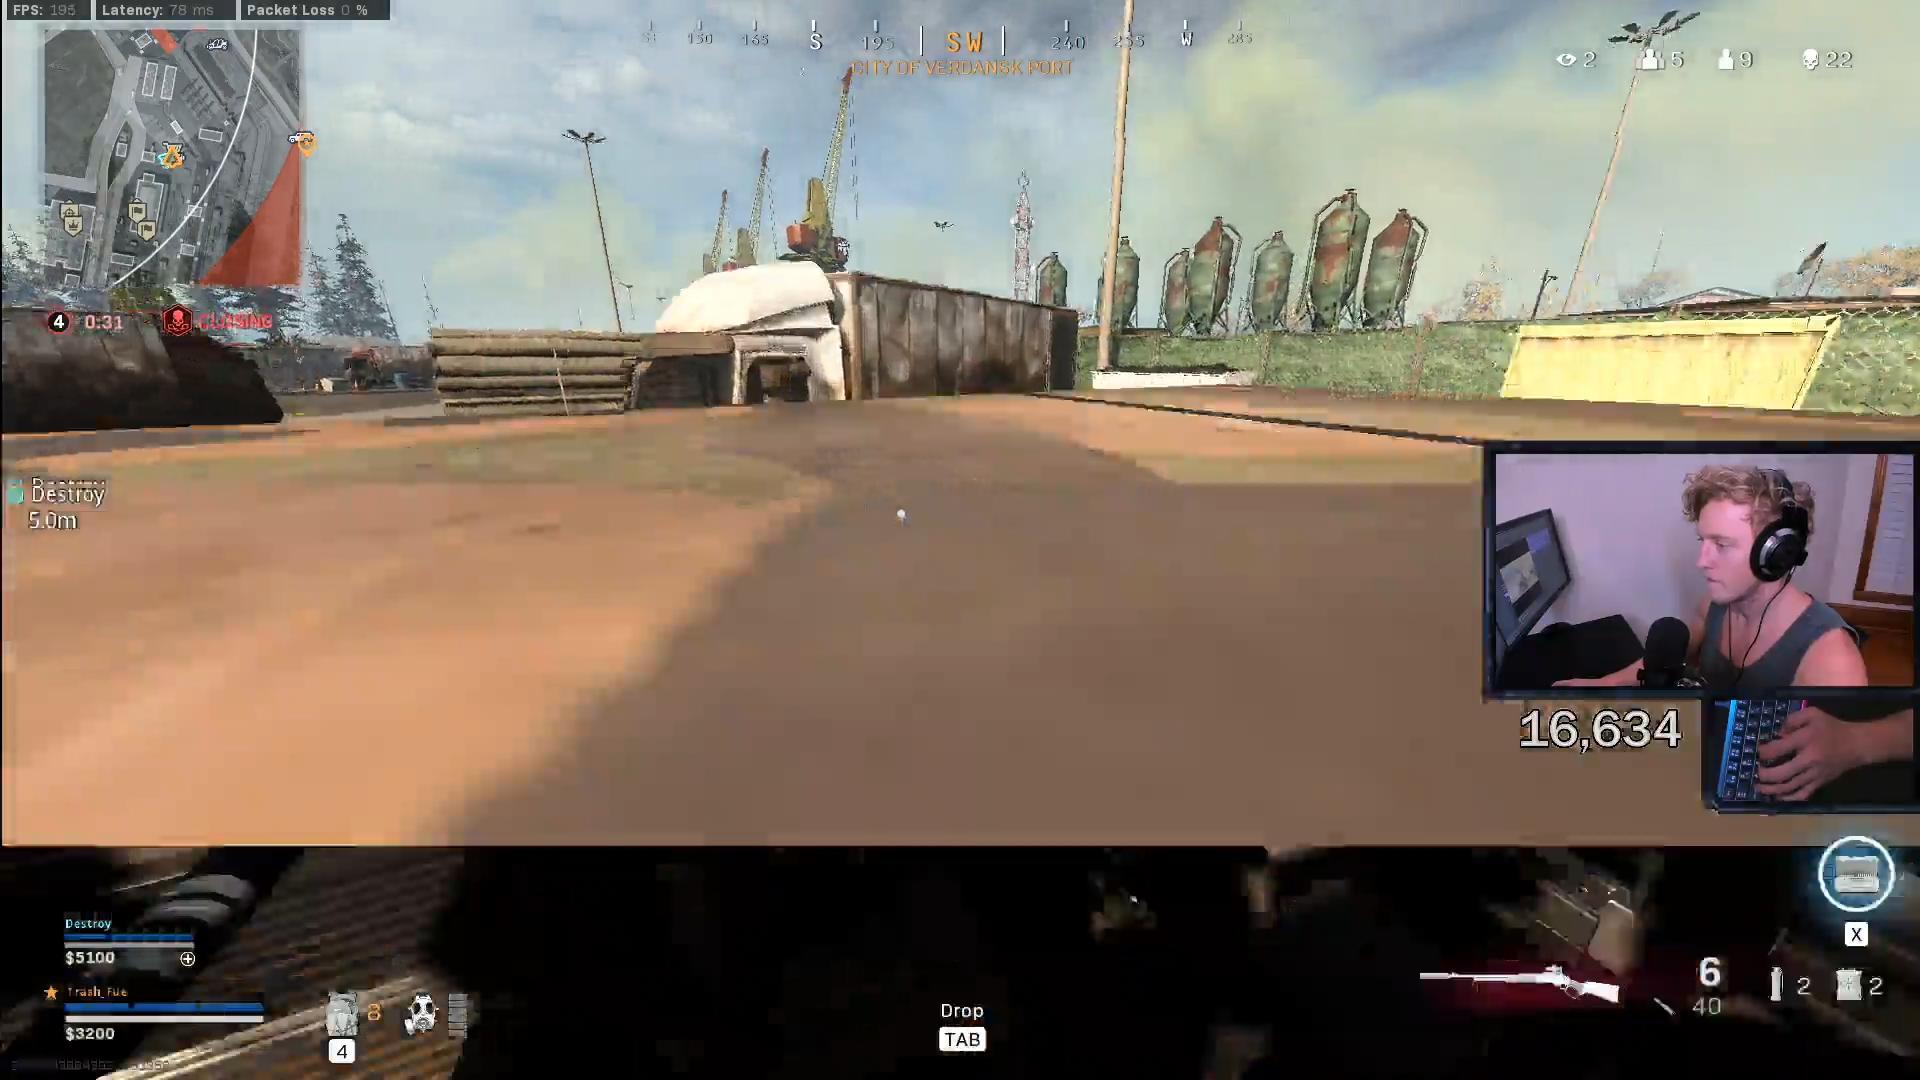 FPS: 195 Latency: 78 ms Packet Loss 0 %
150 165 S 195 SW 240 255 W 285
CITY OF VERDANSK PORT
2 5 9 22
4 0:31 CLOSING
Destroy
5.0m
16,634
Destroy
$5100
Trash_Fue
$3200
8
4
Drop
TAB
6
40
2 2
X